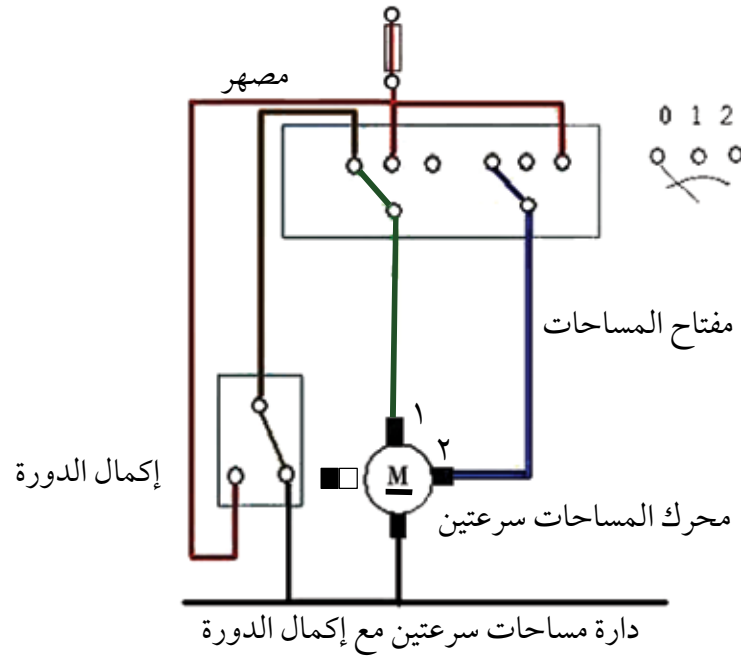 مصهر
0 1 2
مفتاح المساحات
١
٢
M
إكمال الدورة
محرك المساحات سرعتين
دارة مساحات سرعتين مع إكمال الدورة